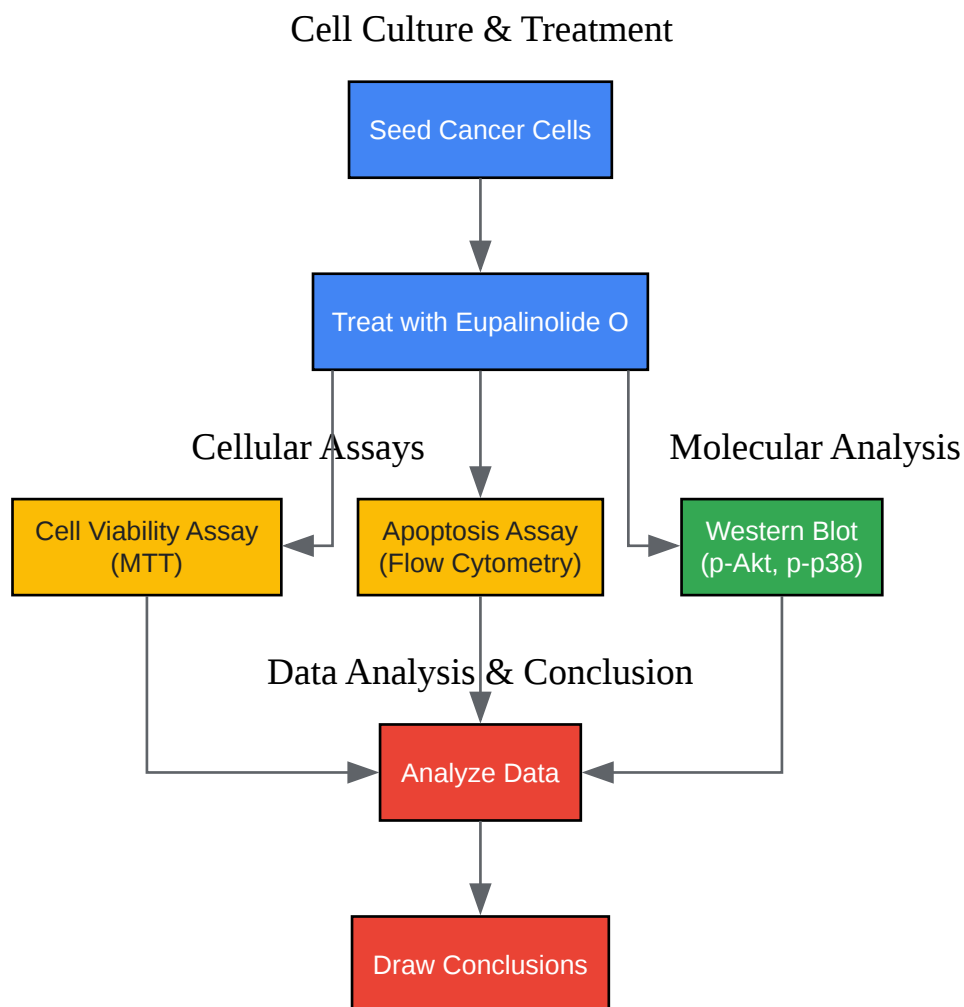 Cell Culture & Treatment
Seed Cancer Cells
Treat with Eupalinolide O
Cellular Assays
Molecular Analysis
Cell Viability Assay
(MTT)
Apoptosis Assay
(Flow Cytometry)
Western Blot
(p-Akt, p-p38)
Data Analysis & Conclusion
Analyze Data
Draw Conclusions